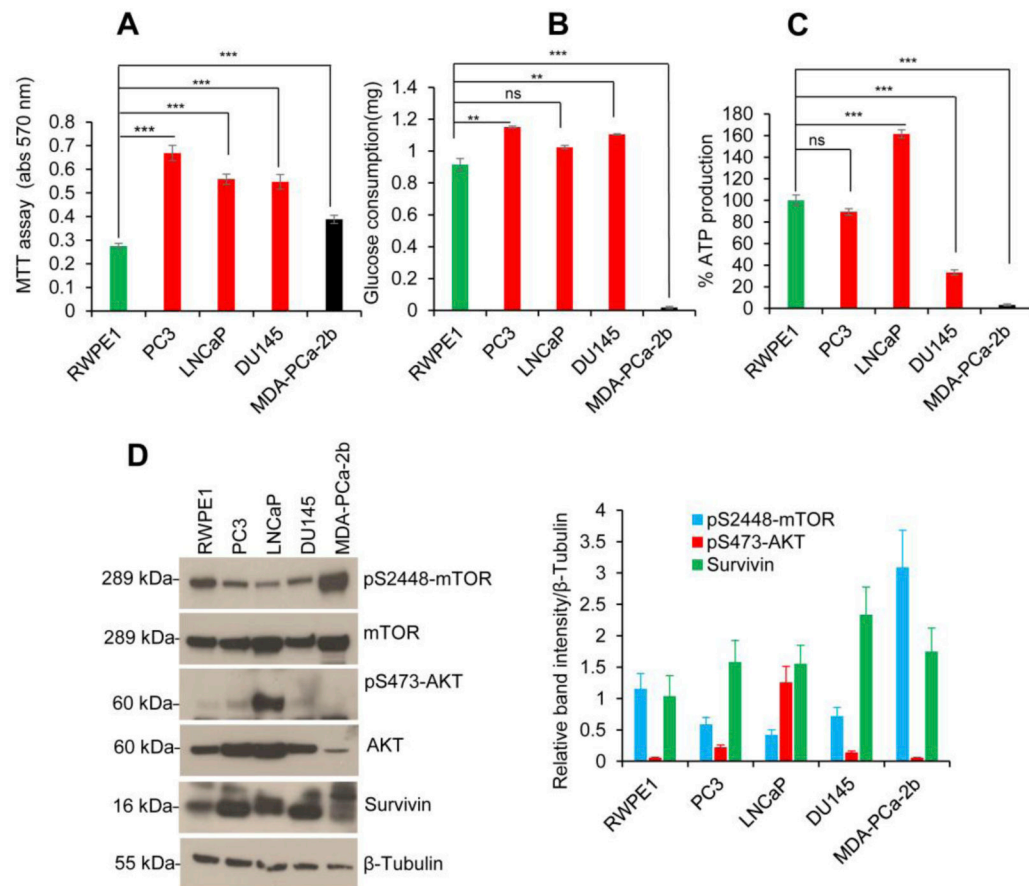 A
***
***
***
***
MTT assay (abs 570 nm)
0.8
0.7
0.6
0.5
0.4
0.3
0.2
0.1
0
RWPE1
PC3
LNCaP
DU145
MDA-PCa-2b
B
***
**
ns
**
Glucose consumption(mg)
1.4
1.2
1
0.8
0.6
0.4
0.2
0
RWPE1
PC3
LNCaP
DU145
MDA-PCa-2b
C
***
***
***
ns
% ATP production
180
160
140
120
100
80
60
40
20
0
RWPE1
PC3
LNCaP
DU145
MDA-PCa-2b
D
RWPE1
PC3
LNCaP
DU145
MDA-PCa-2b
289 kDa- pS2448-mTOR
289 kDa- mTOR
pS473-AKT
60 kDa-
60 kDa- AKT
16 kDa- Survivin
55 kDa- β-Tubulin
Relative band intensity/β-Tubulin
4
3.5
3
2.5
2
1.5
1
0.5
0
pS2448-mTOR
pS473-AKT
Survivin
RWPE1
PC3
LNCaP
DU145
MDA-PCa-2b